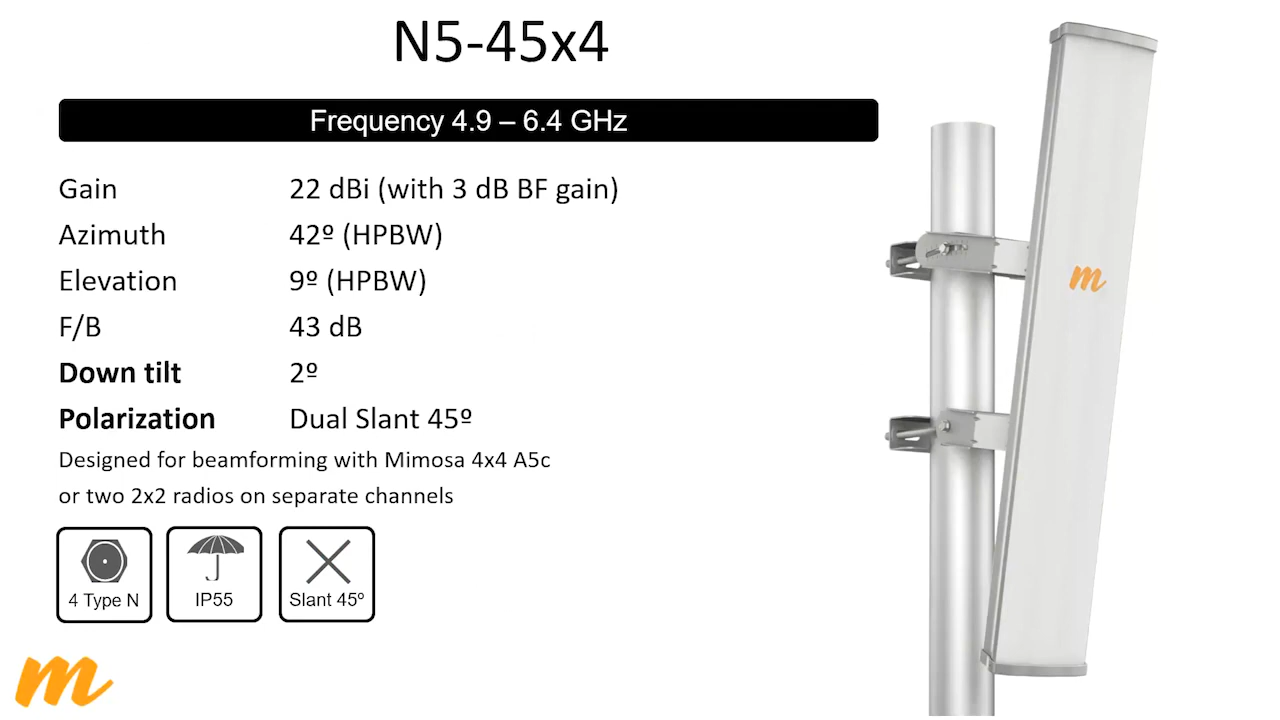 N5-45x4
Frequency 4.9 – 6.4 GHz
Gain 22 dBi (with 3 dB BF gain)
Azimuth 42º (HPBW)
Elevation 9º (HPBW)
F/B 43 dB
Down tilt 2º
Polarization Dual Slant 45º
Designed for beamforming with Mimosa 4x4 A5c
or two 2x2 radios on separate channels
4 Type N IP55 Slant 45º
m
m